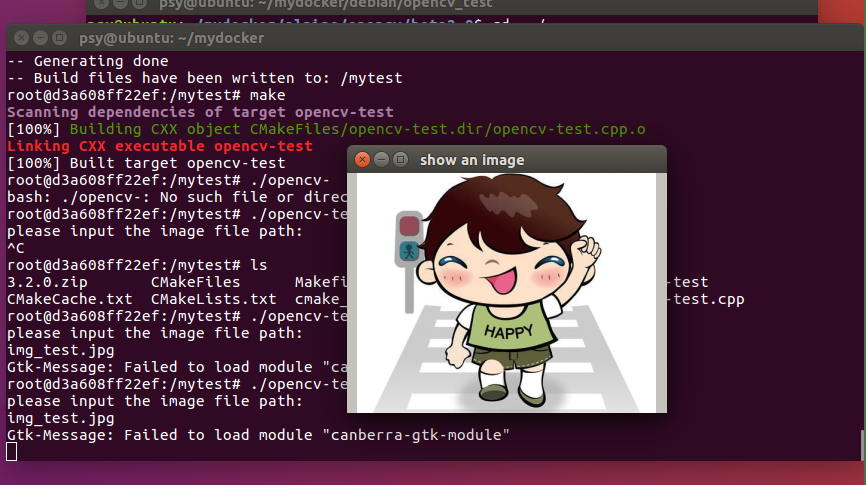 psy@ubuntu: ~/mydocker/debian/opencv_test
psy@ubuntu: ~/mydocker
-- Generating done
-- Build files have been written to: /mytest
root@d3a608ff22ef:/mytest# make
Scanning dependencies of target opencv-test
[100%] Building CXX object CMakeFiles/opencv-test.dir/opencv-test.cpp.o
Linking CXX executable opencv-test
[100%] Built target opencv-test
root@d3a608ff22ef:/mytest# ./opencv-
bash: ./opencv-: No such file or direc
root@d3a608ff22ef:/mytest# ./opencv-te
please input the image file path:
^C
root@d3a608ff22ef:/mytest# ls
3.2.0.zip CMakeFiles Makefi -test
CMakeCache.txt CMakeLists.txt cmake_ -test.cpp
root@d3a608ff22ef:/mytest# ./opencv-te
please input the image file path:
img_test.jpg
Gtk-Message: Failed to load module "ca
root@d3a608ff22ef:/mytest# ./opencv-te
please input the image file path:
img_test.jpg
Gtk-Message: Failed to load module "canberra-gtk-module"
show an image
HAPPY